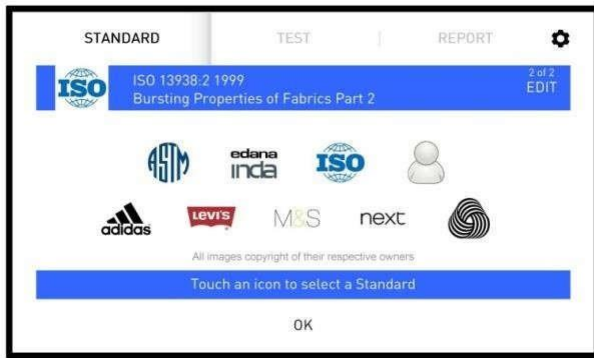 STANDARD TEST | REPORT
ISO
ISO 13938:2 1999
Bursting Properties of Fabrics Part 2
2 of 2
EDIT
ASTM
edana
inda
ISO
adidas
LEVI'S
M&S
next
All images copyright of their respective owners
Touch an icon to select a Standard
OK